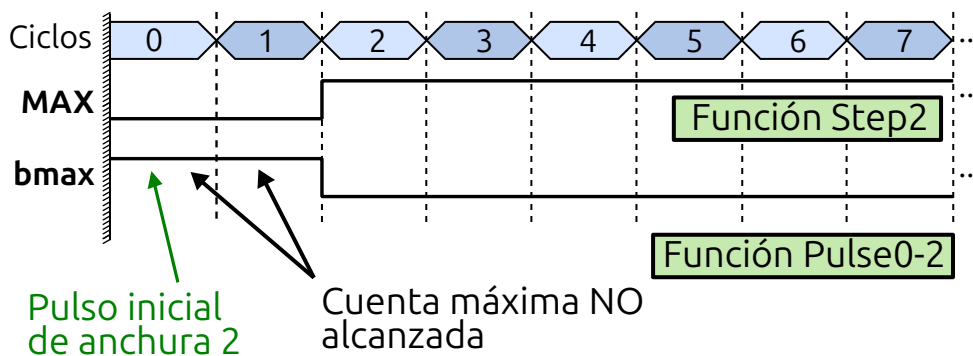 Ciclos 0 1 2 3 4 5 6 7 ...
MAX ...
Función Step2
bmax ...
Función Pulse0-2
Pulso inicial
de anchura 2
Cuenta máxima NO
alcanzada